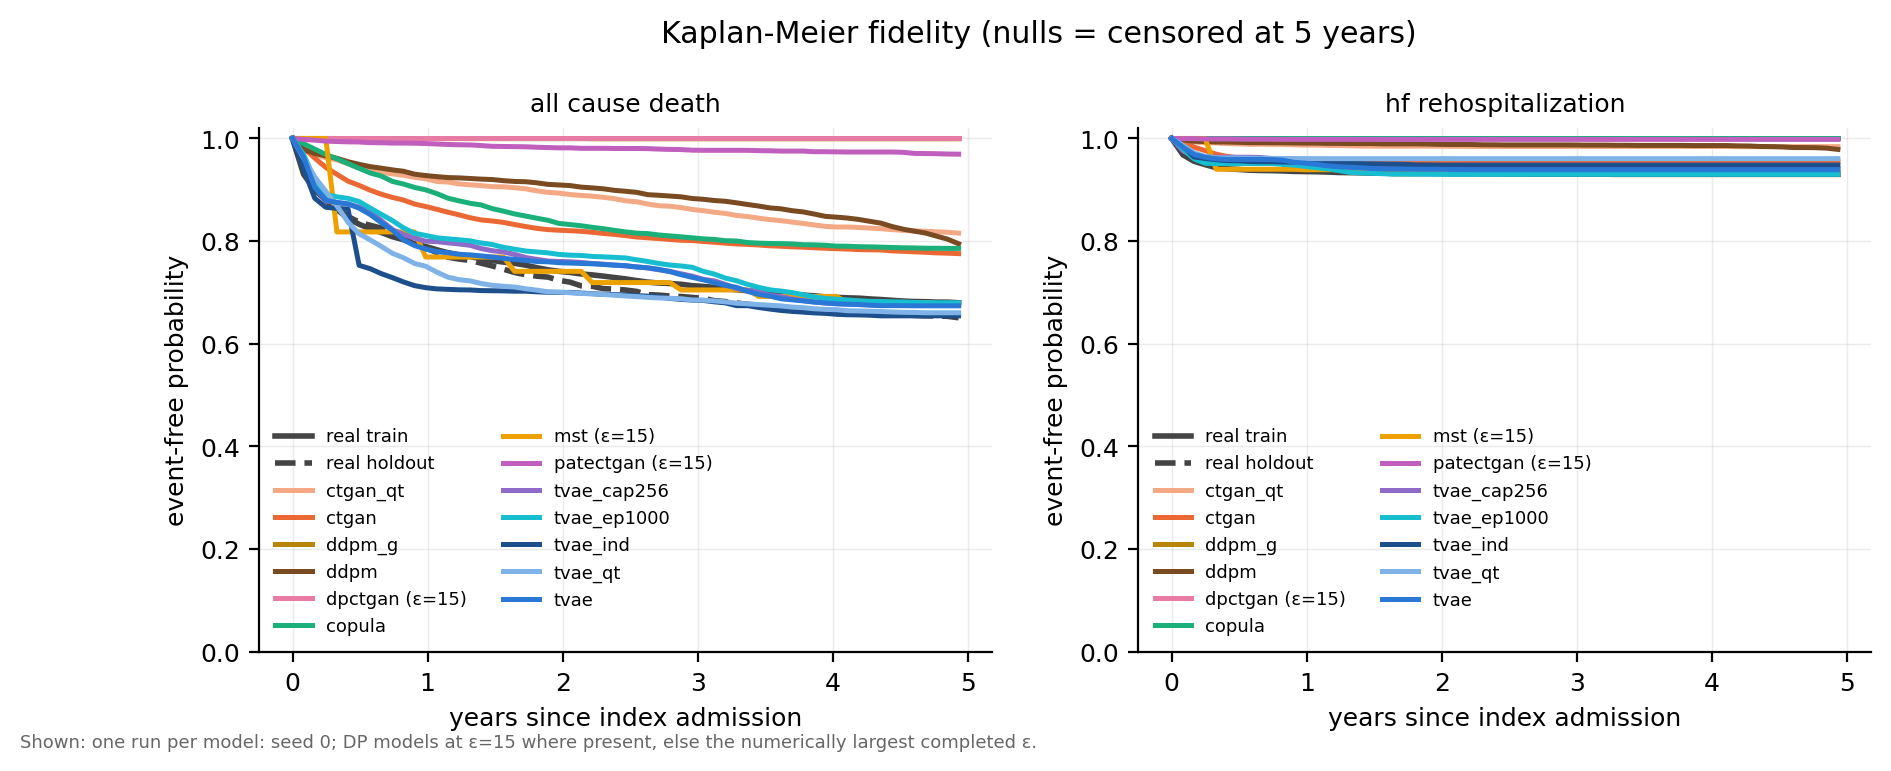 Kaplan-Meier fidelity (nulls = censored at 5 years)
all cause death
event-free probability
1.0
0.8
0.6
0.4
0.2
0.0
real train
real holdout
ctgan_qt
ctgan
ddpm_g
ddpm
dpctgan (ε=15)
copula
mst (ε=15)
patectgan (ε=15)
tvae_cap256
tvae_ep1000
tvae_ind
tvae_qt
tvae
0 1 2 3 4 5
years since index admission
hf rehospitalization
event-free probability
1.0
0.8
0.6
0.4
0.2
0.0
real train
real holdout
ctgan_qt
ctgan
ddpm_g
ddpm
dpctgan (ε=15)
copula
mst (ε=15)
patectgan (ε=15)
tvae_cap256
tvae_ep1000
tvae_ind
tvae_qt
tvae
0 1 2 3 4 5
years since index admission
Shown: one run per model: seed 0; DP models at ε=15 where present, else the numerically largest completed ε.